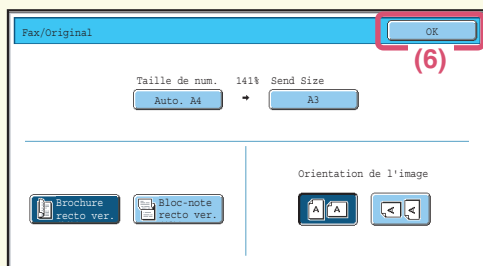 Fax/Original
OK
(6)
Taille de num. 141% Send Size
Auto. A4 → A3
Orientation de l'image
Brochure
recto ver.
Bloc-note
recto ver.
A A A A